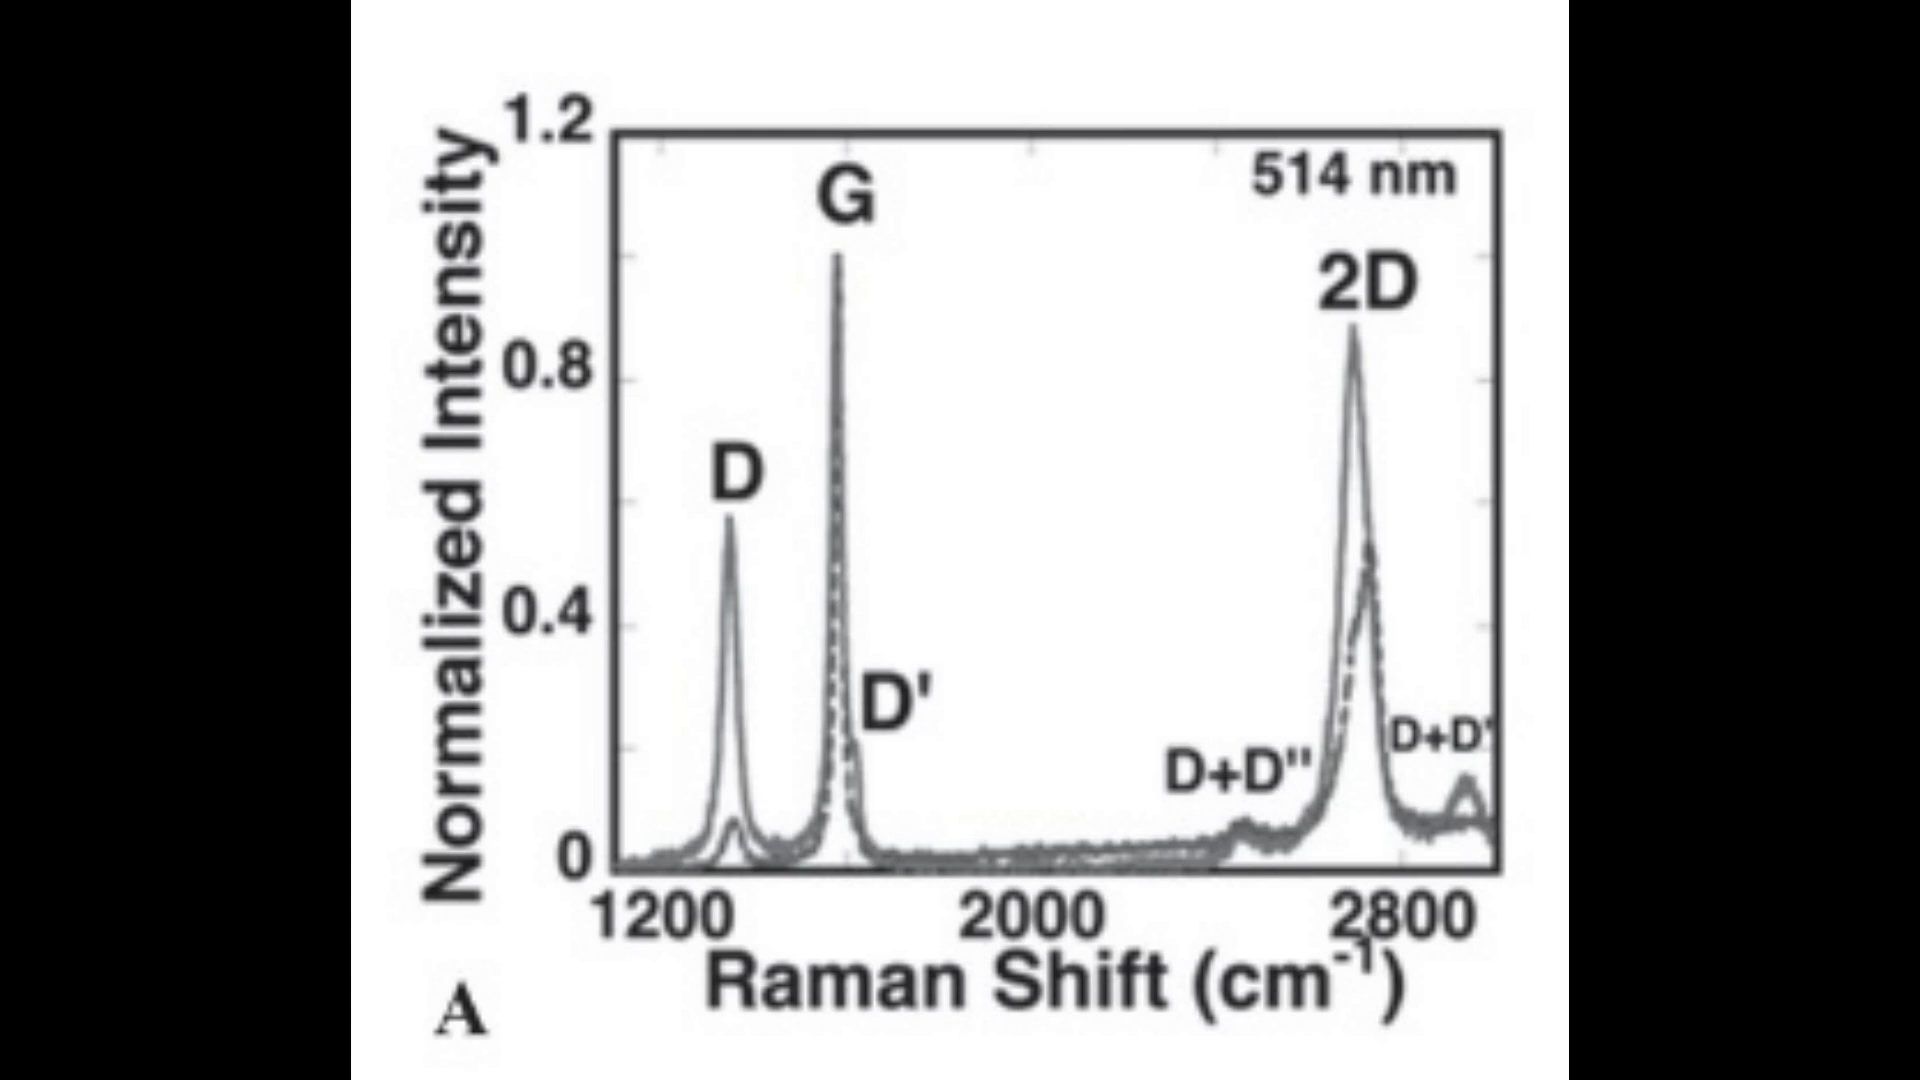 1.2
514 nm
G
2D
0.8
D
0.4
D'
D+D'
D+D"
0
1200 2000 2800
Normalized Intensity
Raman Shift (cm-1)
A